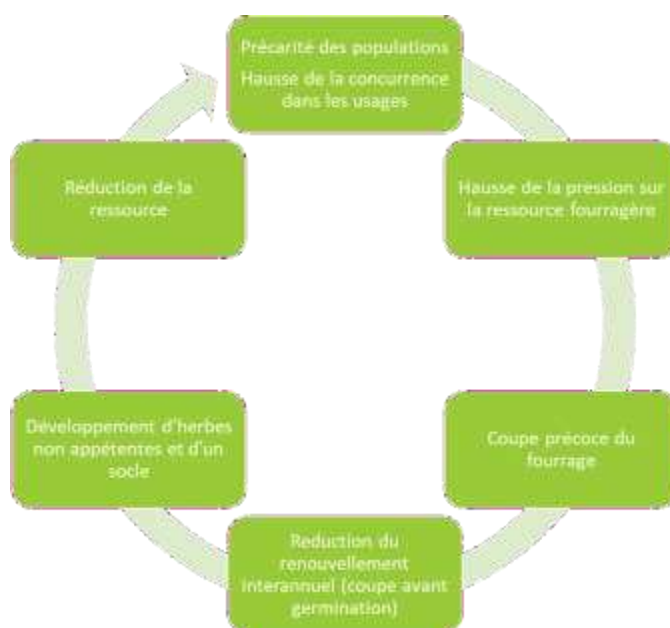 Précarité des populations
Hausse de la concurrence
dans les usages
Hausse de la pression sur
la ressource fourragère
Coupe précoce du
fourrage
Reduction du
renouvellement
interannuel (coupe avant
germination)
Développement d'herbes
non appétentes et d'un
socle
Réduction de la
ressource